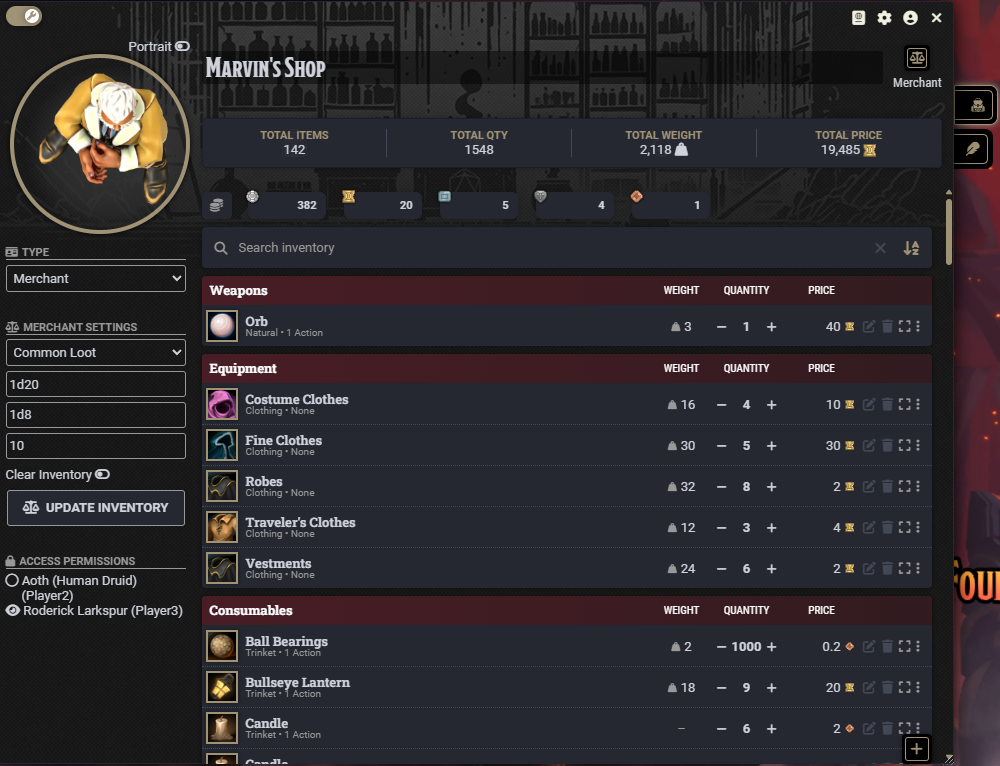 Portrait
Marvin's Shop
Merchant
TOTAL ITEMS
142
TOTAL QTY
1548
TOTAL WEIGHT
2,118
TOTAL PRICE
19,485
382
20
5
4
1
Search inventory
TYPE
Merchant
MERCHANT SETTINGS
Common Loot
1d20
1d8
10
Clear Inventory
UPDATE INVENTORY
ACCESS PERMISSIONS
Aoth (Human Druid)
(Player2)
Roderick Larkspur (Player3)
Weapons WEIGHT QUANTITY PRICE
Orb
Natural • 1 Action
3 − 1 + 40
Equipment WEIGHT QUANTITY PRICE
Costume Clothes
Clothing • None
16 − 4 + 10
Fine Clothes
Clothing • None
30 − 5 + 30
Robes
Clothing • None
32 − 8 + 2
Traveler's Clothes
Clothing • None
12 − 3 + 4
Vestments
Clothing • None
24 − 6 + 2
Consumables WEIGHT QUANTITY PRICE
Ball Bearings
Trinket • 1 Action
2 − 1000 + 0.2
Bullseye Lantern
Trinket • 1 Action
18 − 9 + 20
Candle
Trinket • 1 Action
– − 6 + 2
Candle